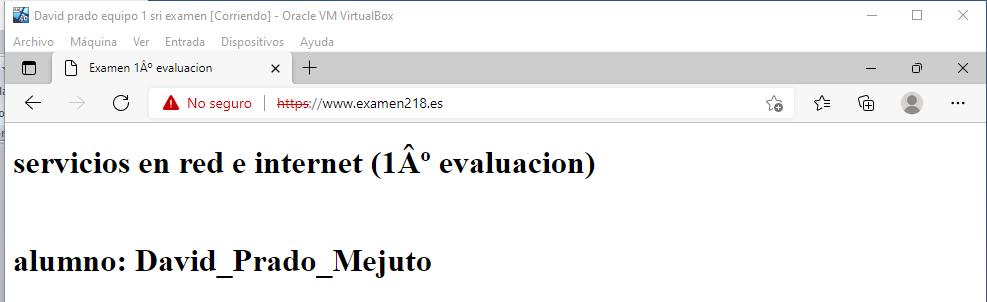 David prado equipo 1 sri examen [Corriendo] - Oracle VM VirtualBox
Archivo Máquina Ver Entrada Dispositivos Ayuda
Examen 1Âº evaluacion
No seguro https://www.examen218.es
servicios en red e internet (1Âº evaluacion)
alumno: David_Prado_Mejuto